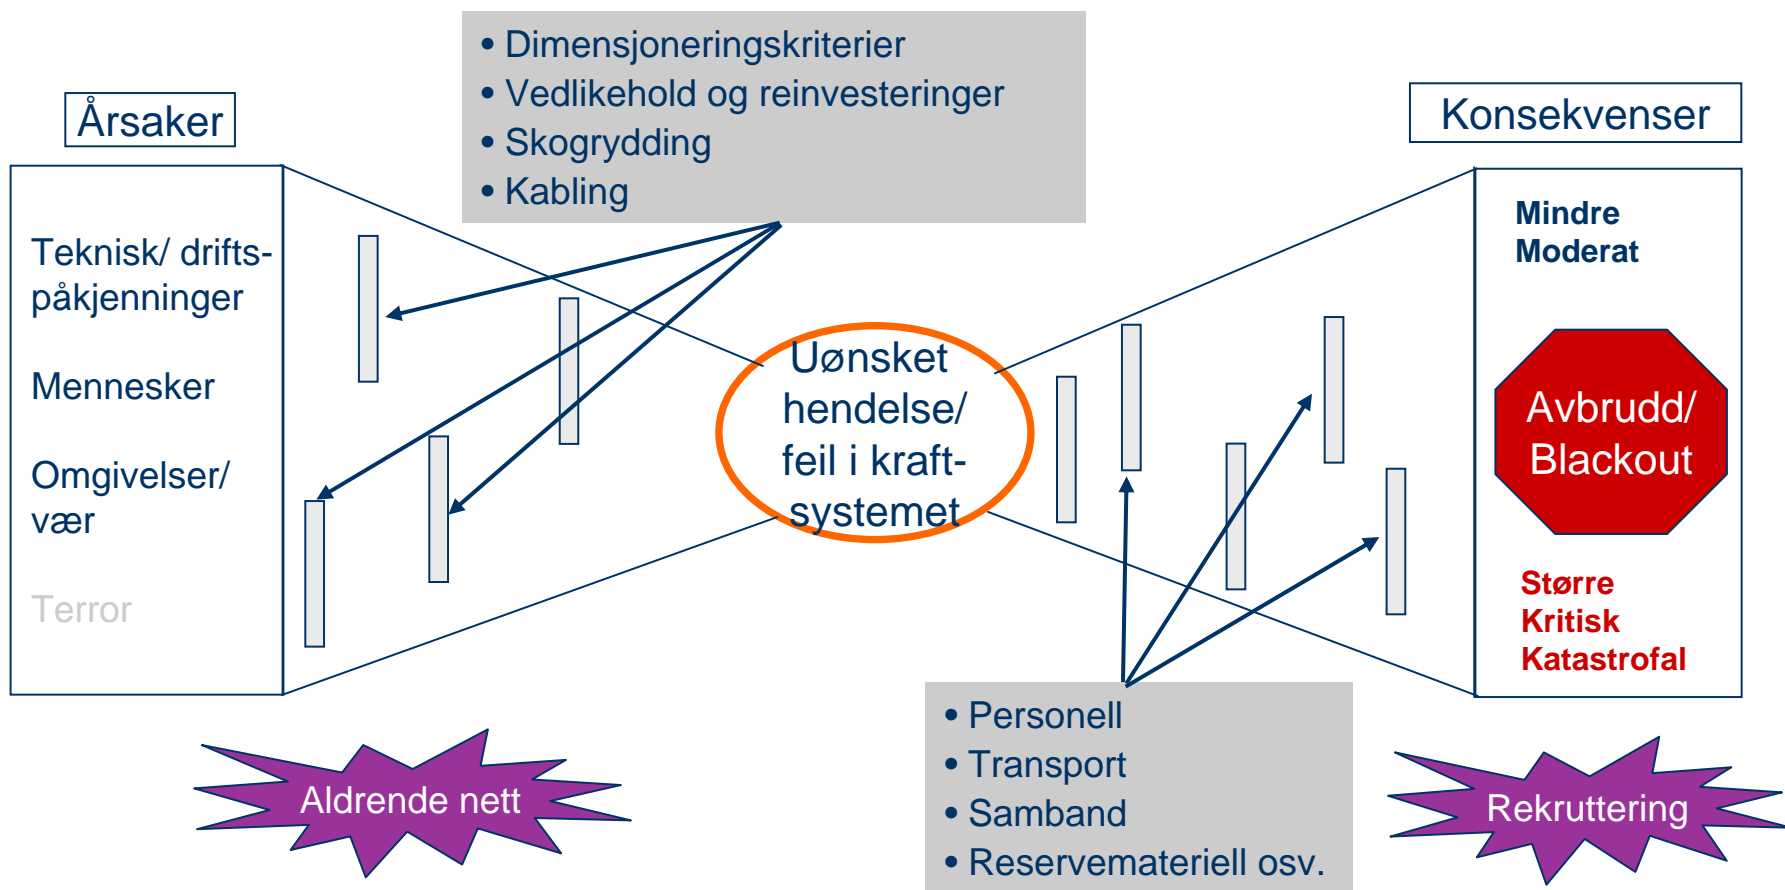 • Dimensjoneringskriterier
• Vedlikehold og reinvesteringer
• Skogrydding
• Kabling
Årsaker
Konsekvenser
Teknisk/ drifts-
påkjenninger
Mennesker
Omgivelser/
vær
Terror
Uønsket
hendelse/
feil i kraft-
systemet
Mindre
Moderat
Avbrudd/
Blackout
Større
Kritisk
Katastrofal
• Personell
• Transport
• Samband
• Reservemateriell osv.
Aldrende nett
Rekruttering